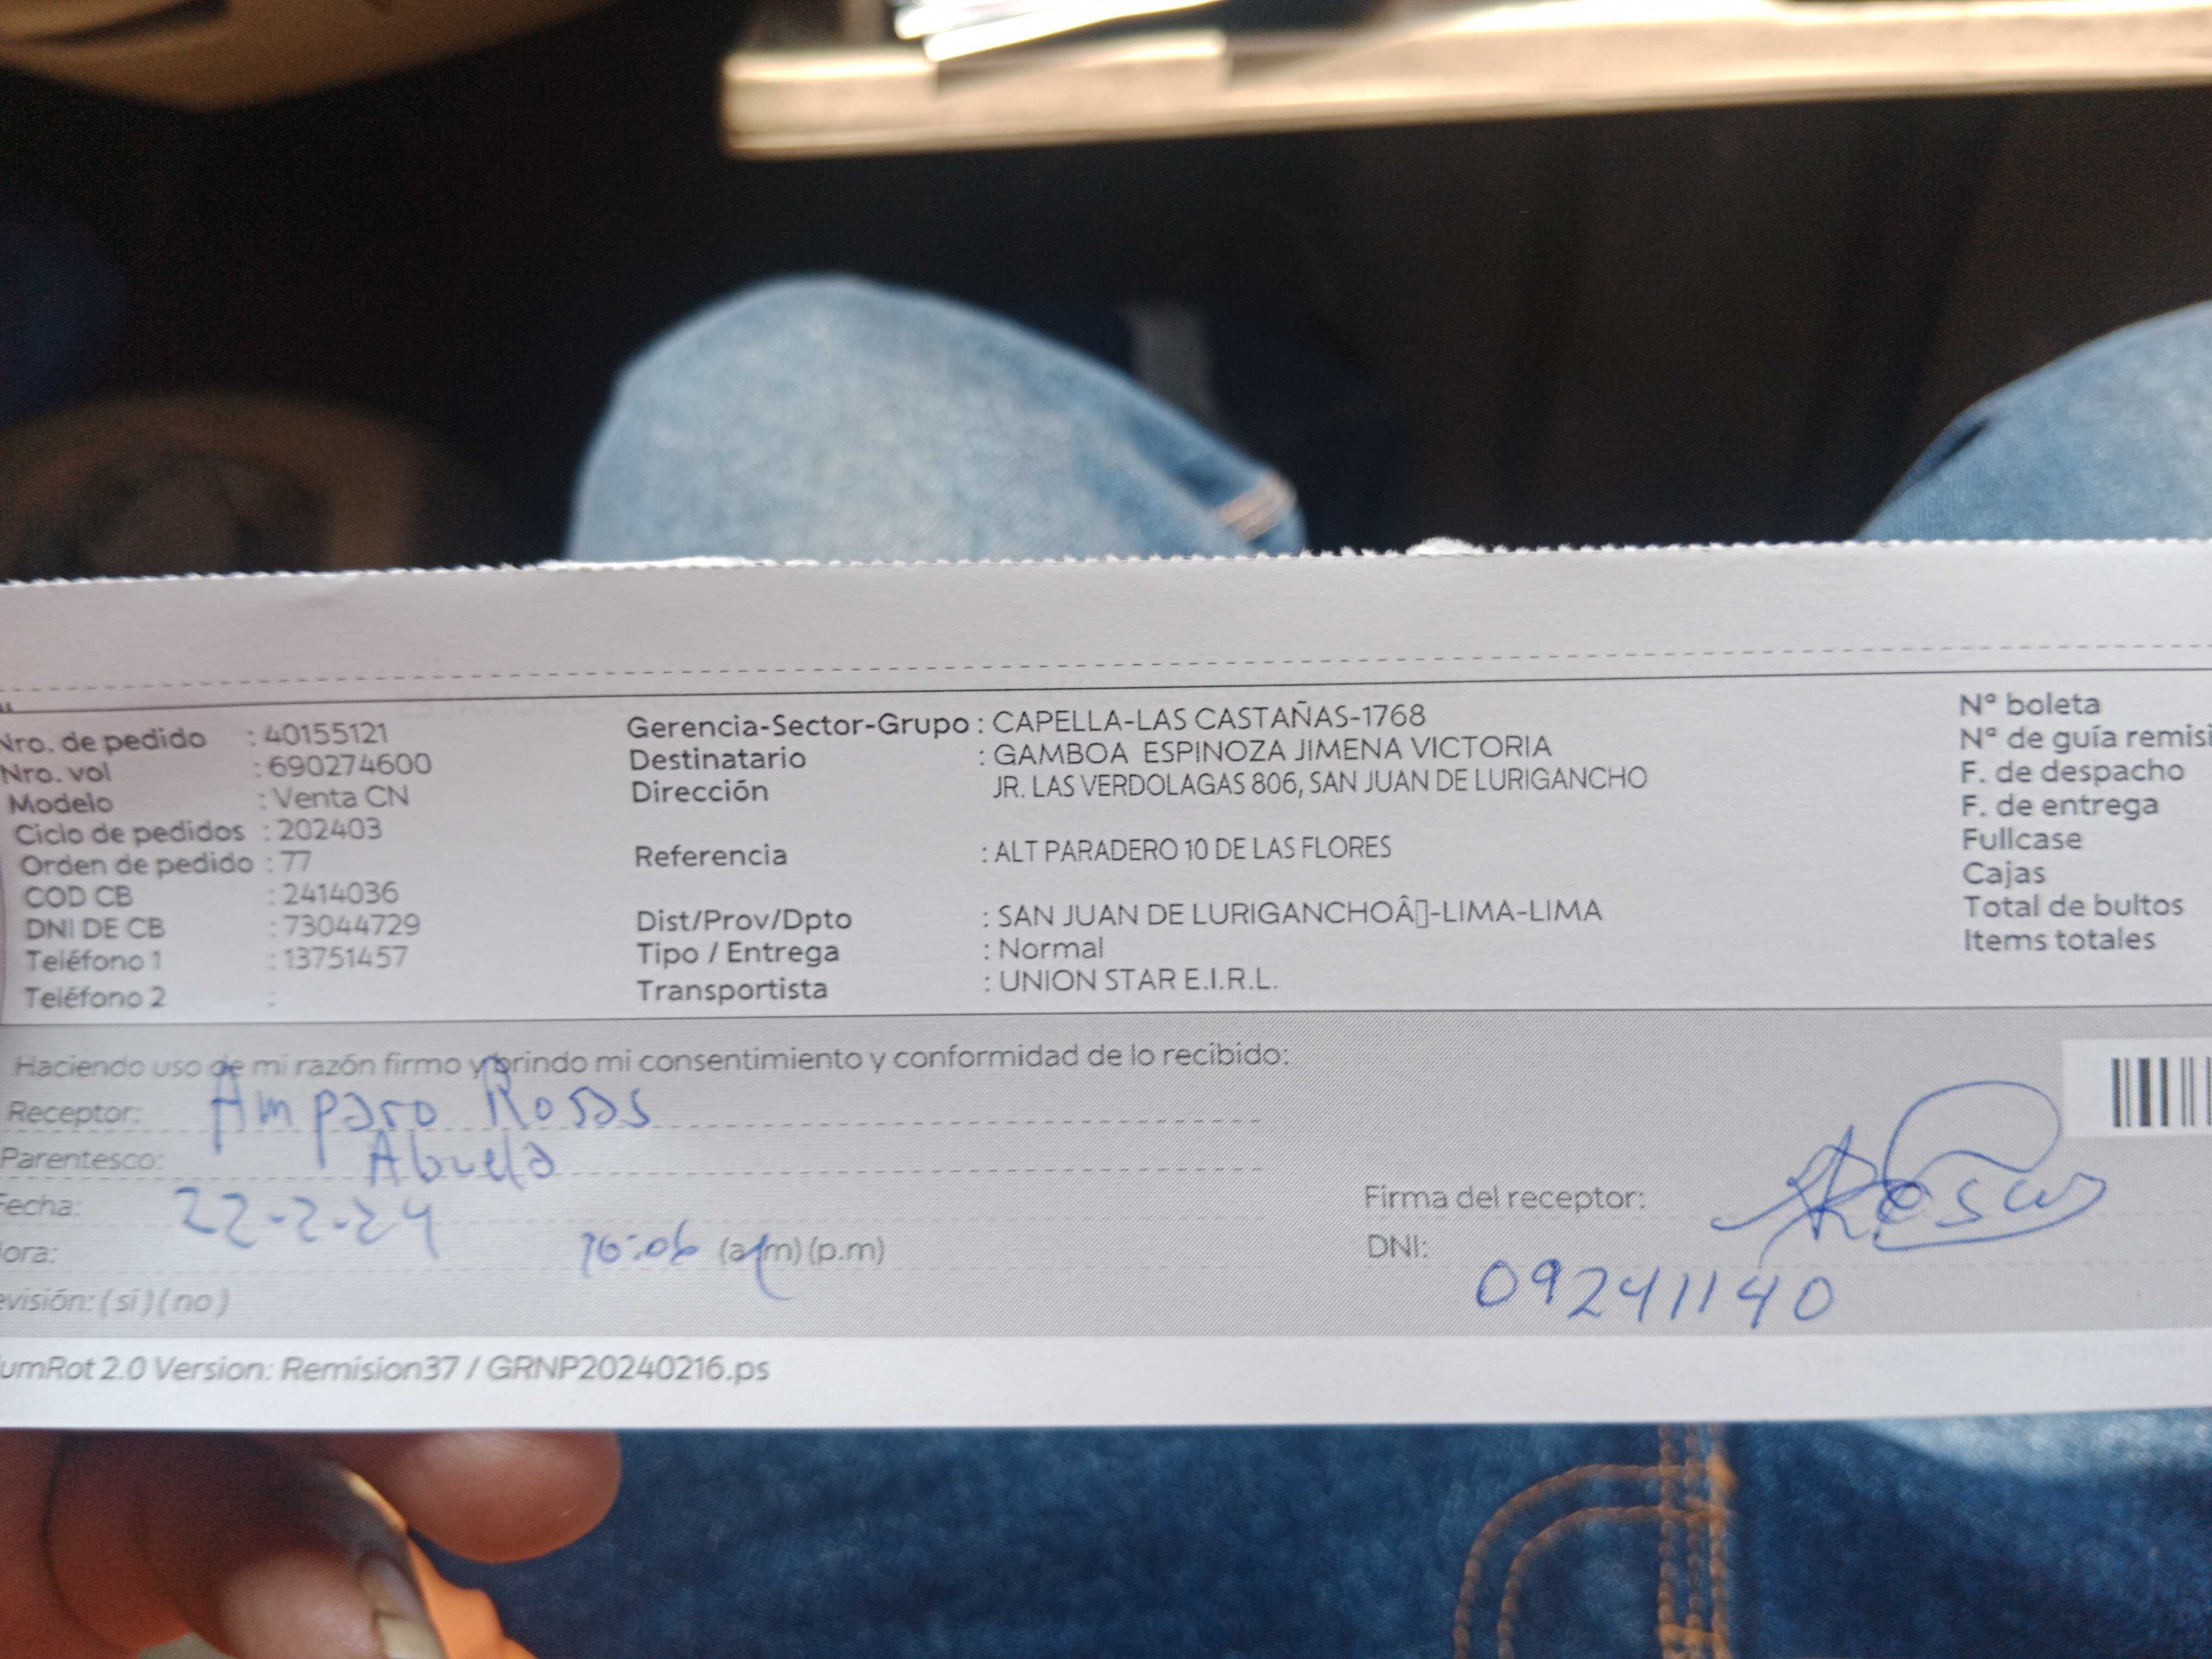 Nro. de pedido : 40155121
Nro. vol : 690274600
Modelo : Venta CN
Ciclo de pedidos : 202403
Orden de pedido : 77
COD CB : 2414036
DNI DE CB : 73044729
Teléfono 1 : 13751457
Teléfono 2 :
Gerencia-Sector-Grupo : CAPELLA-LAS CASTAÑAS-1768
Destinatario : GAMBOA ESPINOZA JIMENA VICTORIA
Dirección JR. LAS VERDOLAGAS 806, SAN JUAN DE LURIGANCHO
Referencia : ALT PARADERO 10 DE LAS FLORES
Dist/Prov/Dpto : SAN JUAN DE LURIGANCHOÂ▯-LIMA-LIMA
Tipo / Entrega : Normal
Transportista : UNION STAR E.I.R.L.
Nº boleta
Nº de guía remisi
F. de despacho
F. de entrega
Fullcase
Cajas
Total de bultos
Items totales
Haciendo uso de mi razón firmo y brindo mi consentimiento y conformidad de lo recibido:
Receptor: Amparo Rosas
Parentesco: Abuela
Fecha: 22-2-24
ora: 10:06 (a.m) (p.m)
evisión: ( si ) ( no )
Firma del receptor: ARosas
DNI: 09241140
umRot 2.0 Version: Remision37 / GRNP20240216.ps